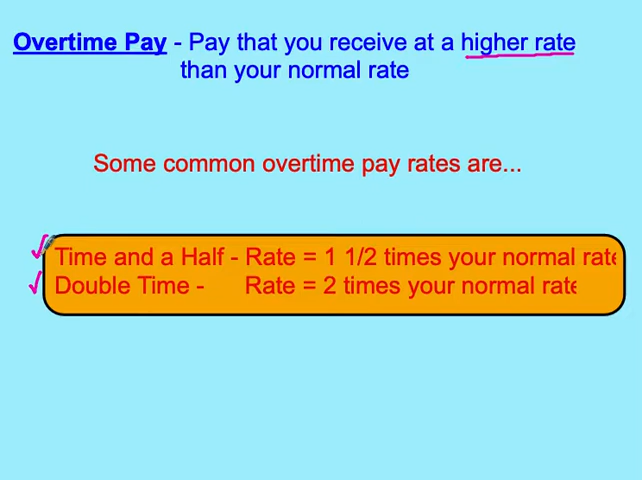 Overtime Pay - Pay that you receive at a higher rate
than your normal rate
Some common overtime pay rates are...
Time and a Half - Rate = 1 1/2 times your normal rate
Double Time - Rate = 2 times your normal rate